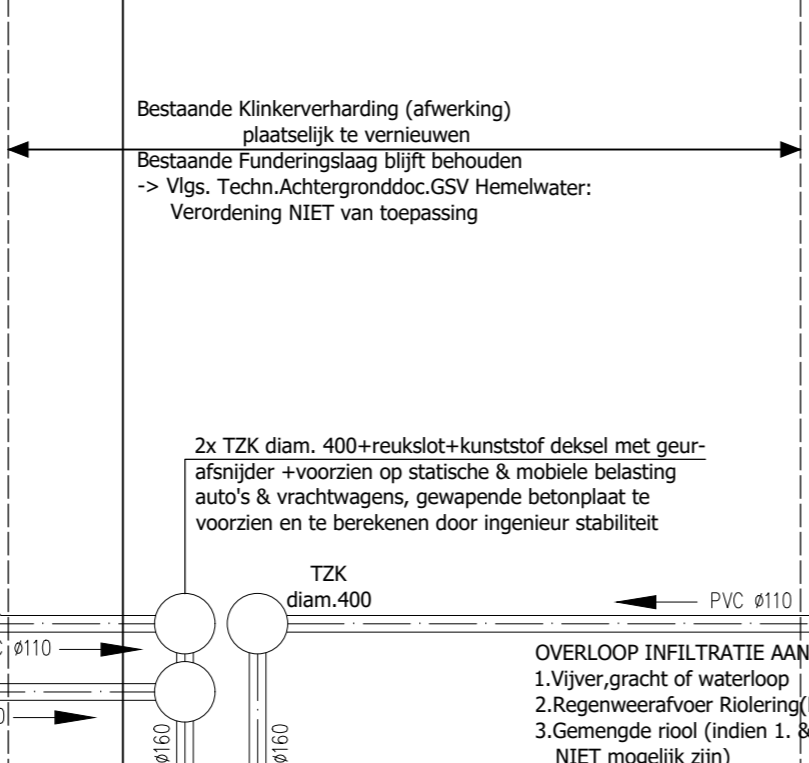 Bestaande Klinkerverharding (afwerking)
plaatselijk te vernieuwen
Bestaande Funderingslaag blijft behouden
-> Vlgs. Techn.Achtergronddoc.GSV Hemelwater:
Verordening NIET van toepassing
2x TZK diam. 400+reukslot+kunststof deksel met geur-
afsnijder +voorzien op statische & mobiele belasting
auto's & vrachtwagens, gewapende betonplaat te
voorzien en te berekenen door ingenieur stabiliteit
TZK
diam.400
PVC ø110
ø110
OVERLOOP INFILTRATIE AAN
1.Vijver,gracht of waterloop
2.Regenweerafvoer Riolering(
3.Gemengde riool (indien 1. &
NIET mogelijk zijn)
ø160
ø160